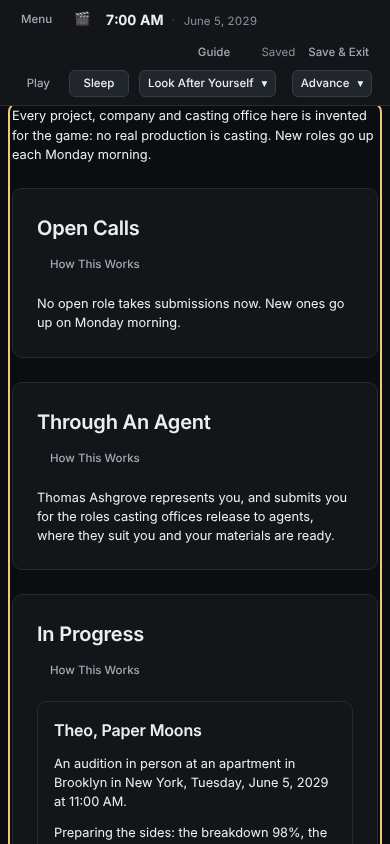 Menu 🎬 7:00 AM · June 5, 2029
Guide Saved Save & Exit
Play Sleep Look After Yourself ▾ Advance ▾
Every project, company and casting office here is invented
for the game: no real production is casting. New roles go up
each Monday morning.
Open Calls
How This Works
No open role takes submissions now. New ones go
up on Monday morning.
Through An Agent
How This Works
Thomas Ashgrove represents you, and submits you
for the roles casting offices release to agents,
where they suit you and your materials are ready.
In Progress
How This Works
Theo, Paper Moons
An audition in person at an apartment in
Brooklyn in New York, Tuesday, June 5, 2029
at 11:00 AM.
Preparing the sides: the breakdown 98%, the